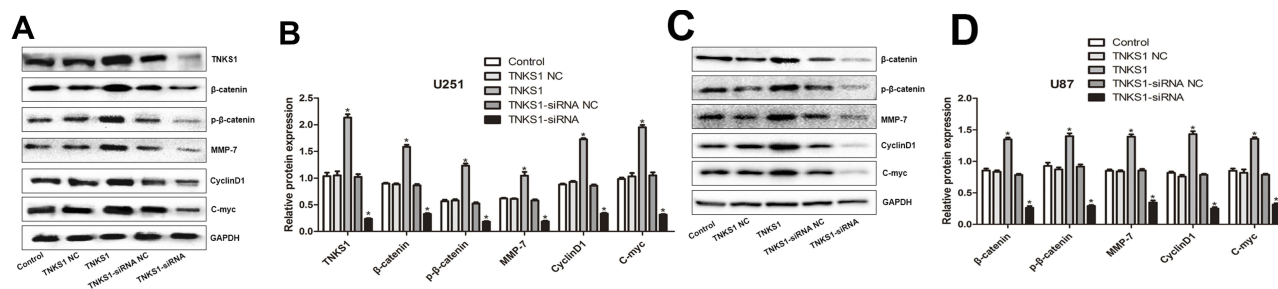 A
TNKS1
β-catenin
p-β-catenin
MMP-7
CyclinD1
C-myc
GAPDH
Control
TNKS1 NC
TNKS1
TNKS1-siRNA NC
TNKS1-siRNA
B
Control
TNKS1 NC
TNKS1
TNKS1-siRNA NC
TNKS1-siRNA
U251
Relative protein expression
2.5
2.0
1.5
1.0
0.5
0.0
* * * * * * * * * * * *
TNKS1
β-catenin
p-β-catenin
MMP-7
CyclinD1
C-myc
C
β-catenin
p-β-catenin
MMP-7
CyclinD1
C-myc
GAPDH
Control
TNKS1 NC
TNKS1
TNKS1-siRNA NC
TNKS1-siRNA
D
Control
TNKS1 NC
TNKS1
TNKS1-siRNA NC
TNKS1-siRNA
U87
Relative protein expression
2.0
1.5
1.0
0.5
0.0
* * * * * * * * * *
β-catenin
p-β-catenin
MMP-7
CyclinD1
C-myc